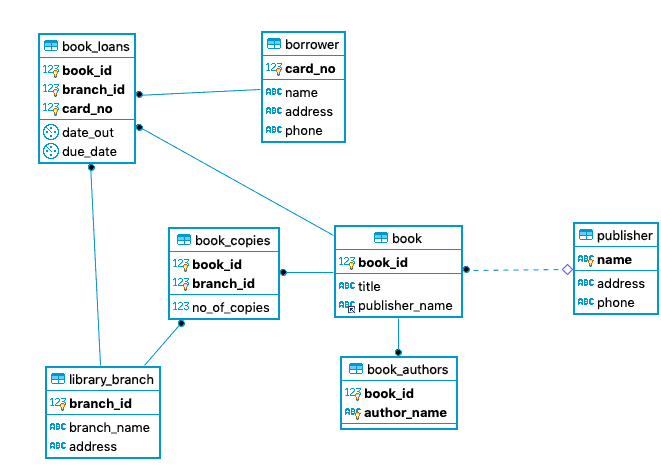 book_loans
123 book_id
123 branch_id
123 card_no
date_out
due_date
borrower
123 card_no
ABC name
ABC address
ABC phone
book_copies
123 book_id
123 branch_id
123 no_of_copies
book
123 book_id
ABC title
ABC publisher_name
publisher
ABC name
ABC address
ABC phone
library_branch
123 branch_id
ABC branch_name
ABC address
book_authors
123 book_id
ABC author_name